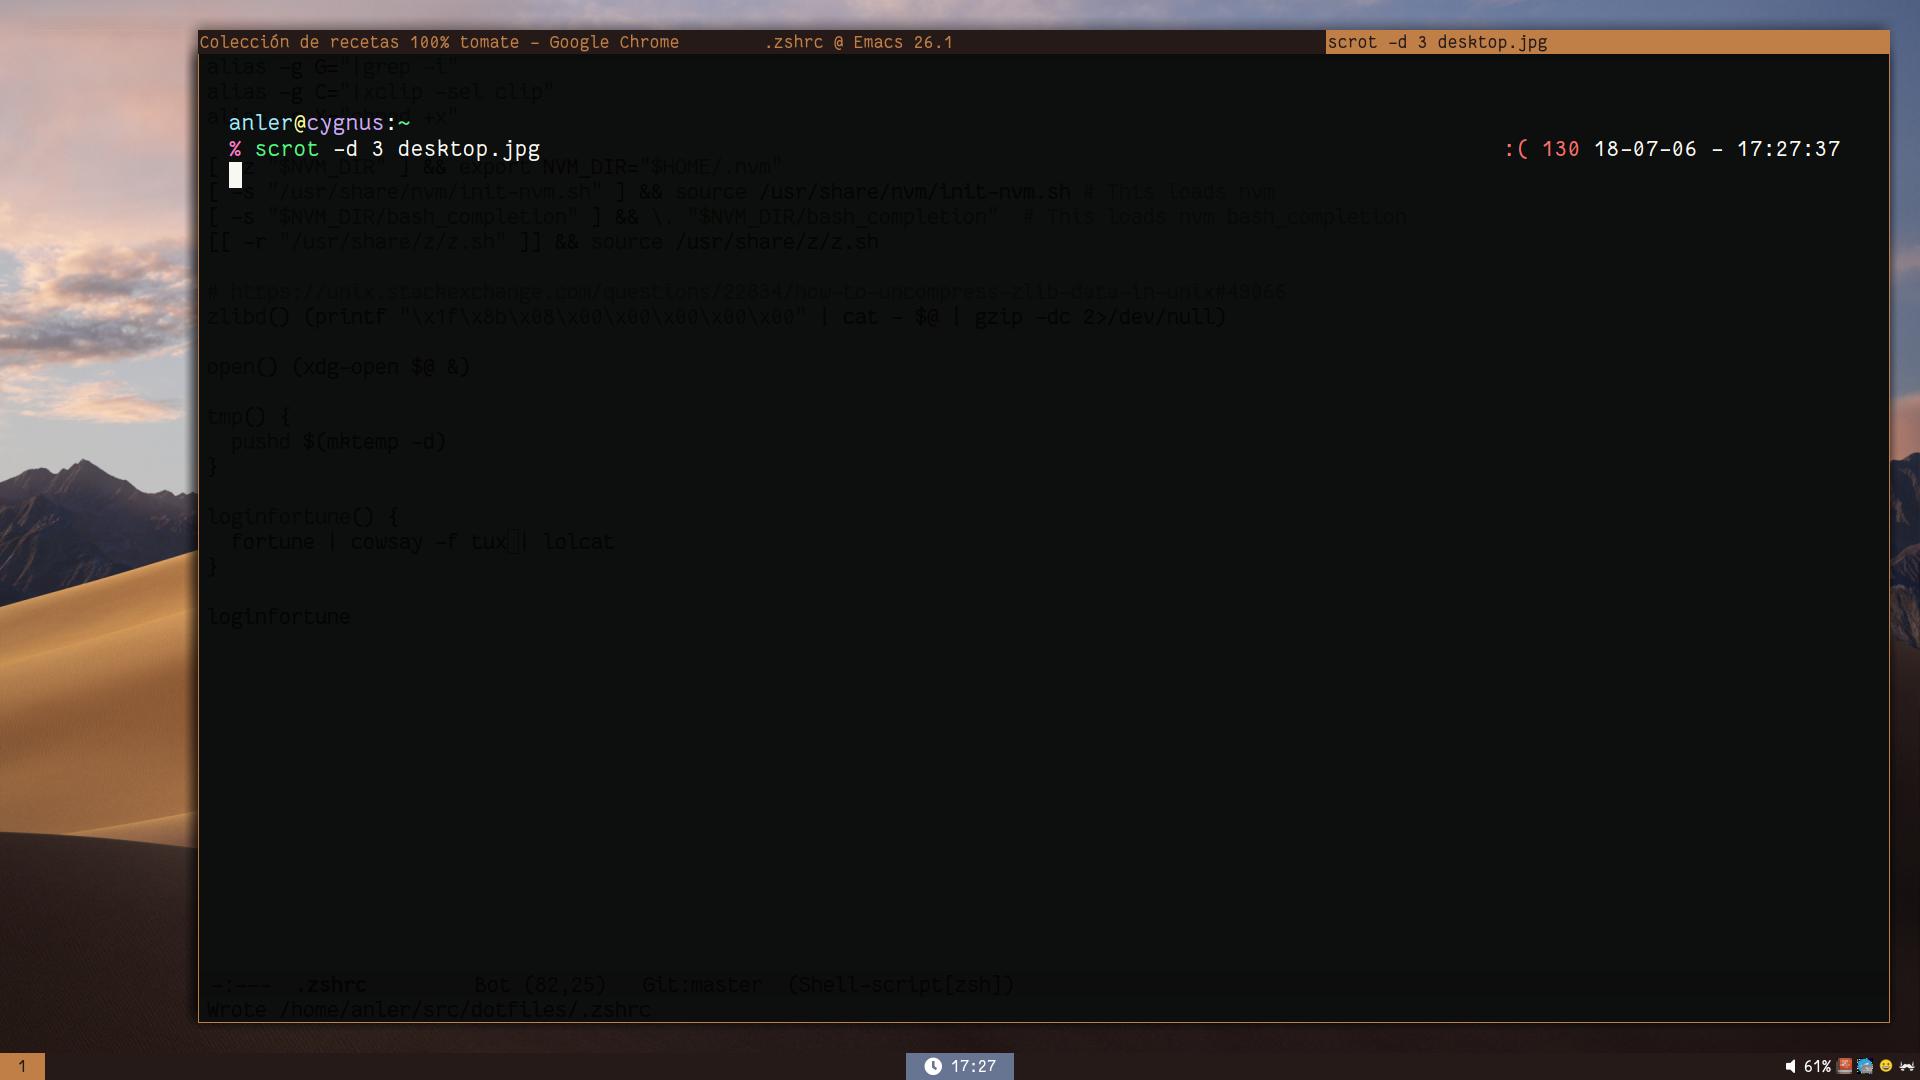 Colección de recetas 100% tomate - Google Chrome .zshrc @ Emacs 26.1 scrot -d 3 desktop.jpg
alias -g G="|grep -i"
alias -g C="|xclip -sel clip"
+x"
anler@cygnus:~
% scrot -d 3 desktop.jpg :( 130 18-07-06 - 17:27:37
[ z "$NVM_DIR" ] && export NVM_DIR="$HOME/.nvm"
[ -s "/usr/share/nvm/init-nvm.sh" ] && source /usr/share/nvm/init-nvm.sh # This loads nvm
[ -s "$NVM_DIR/bash_completion" ] && \. "$NVM_DIR/bash_completion"  # This loads nvm bash_completion
[[ -r "/usr/share/z/z.sh" ]] && source /usr/share/z/z.sh
# https://unix.stackexchange.com/questions/22834/how-to-uncompress-zlib-data-in-unix#49066
zlibd() (printf "\x1f\x8b\x08\x00\x00\x00\x00\x00" | cat - $@ | gzip -dc 2>/dev/null)
open() (xdg-open $@ &)
tmp() {
  pushd $(mktemp -d)
}
loginfortune() {
  fortune | cowsay -f tux | lolcat
}
loginfortune
-:--- .zshrc Bot (82,25) Git:master (Shell-script[zsh])
Wrote /home/anler/src/dotfiles/.zshrc
1 17:27 61%